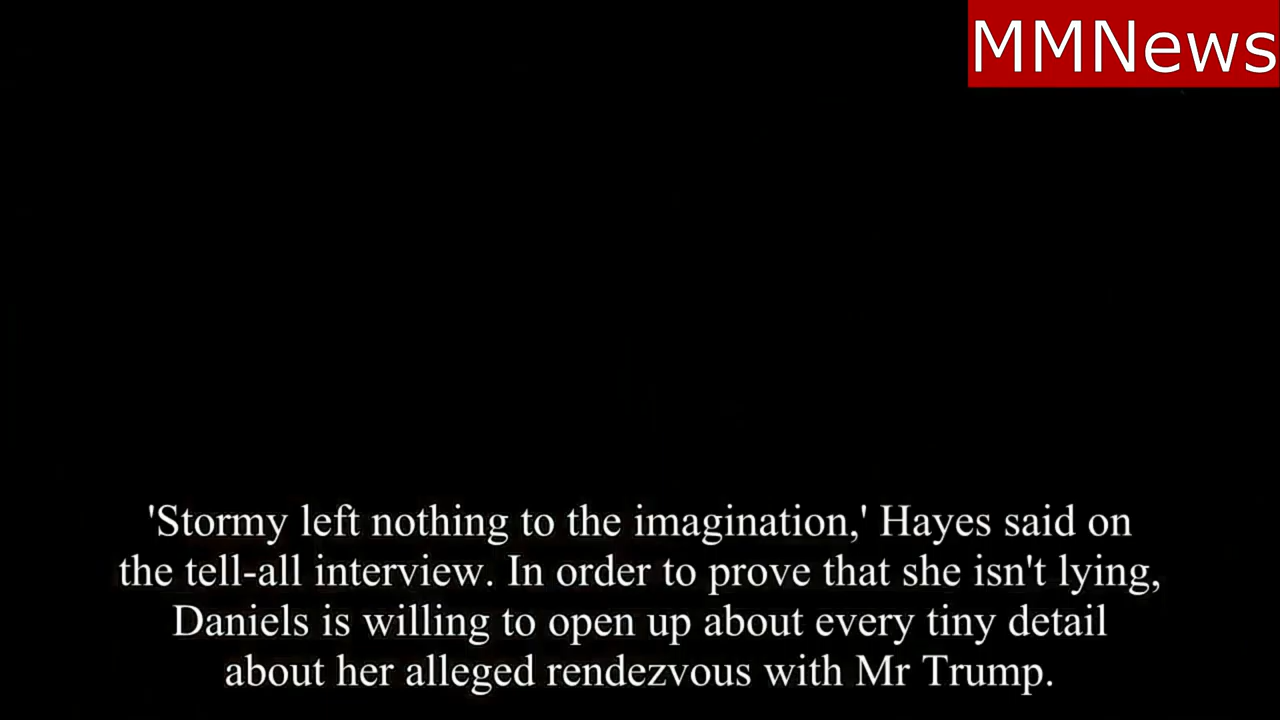 MMNews
'Stormy left nothing to the imagination,' Hayes said on
the tell-all interview. In order to prove that she isn't lying,
Daniels is willing to open up about every tiny detail
about her alleged rendezvous with Mr Trump.